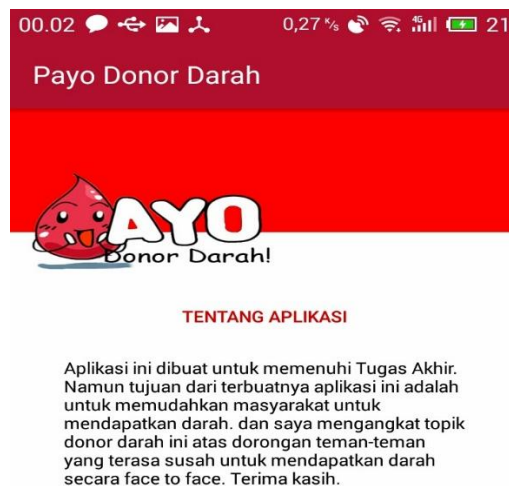 00.02 0,27 K/s 4G 21
Payo Donor Darah
AYO
Donor Darah!
TENTANG APLIKASI
Aplikasi ini dibuat untuk memenuhi Tugas Akhir.
Namun tujuan dari terbuatnya aplikasi ini adalah
untuk memudahkan masyarakat untuk
mendapatkan darah. dan saya mengangkat topik
donor darah ini atas dorongan teman-teman
yang terasa susah untuk mendapatkan darah
secara face to face. Terima kasih.